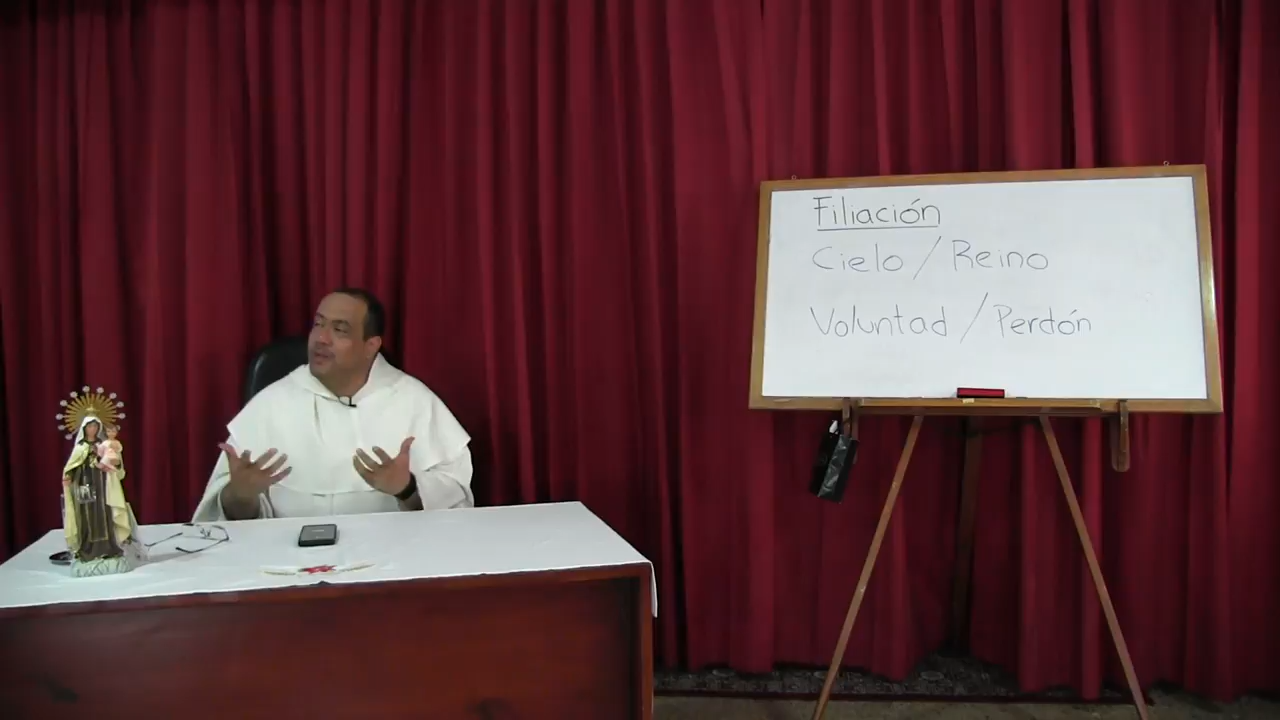 Filiación
Cielo / Reino
Voluntad / Perdón